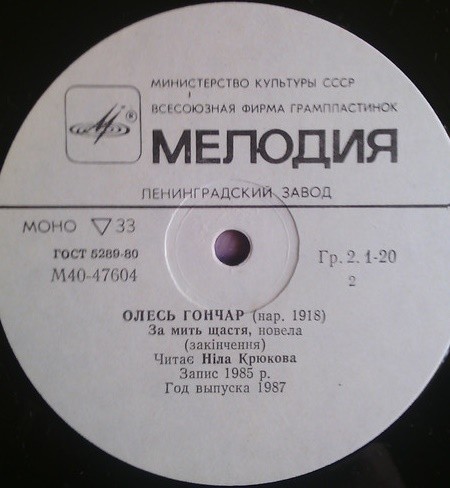 МИНИСТЕРСТВО КУЛЬТУРЫ СССР
ВСЕСОЮЗНАЯ ФИРМА ГРАМПЛАСТИНОК
®
МЕЛОДИЯ
ЛЕНИНГРАДСКИЙ ЗАВОД
МОНО ▽ 33
ГОСТ 5289-80
М40-47604
Гр. 2. 1-20
2
ОЛЕСЬ ГОНЧАР (нар. 1918)
За мить щастя, новела
(закінчення)
Читає Ніла Крюкова
Запис 1985 р.
Год выпуска 1987